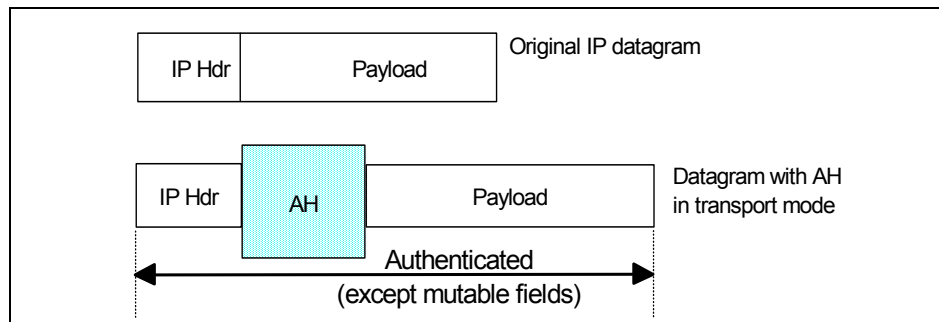 IP Hdr Payload
Original IP datagram
IP Hdr AH Payload
Datagram with AH
in transport mode
Authenticated
(except mutable fields)